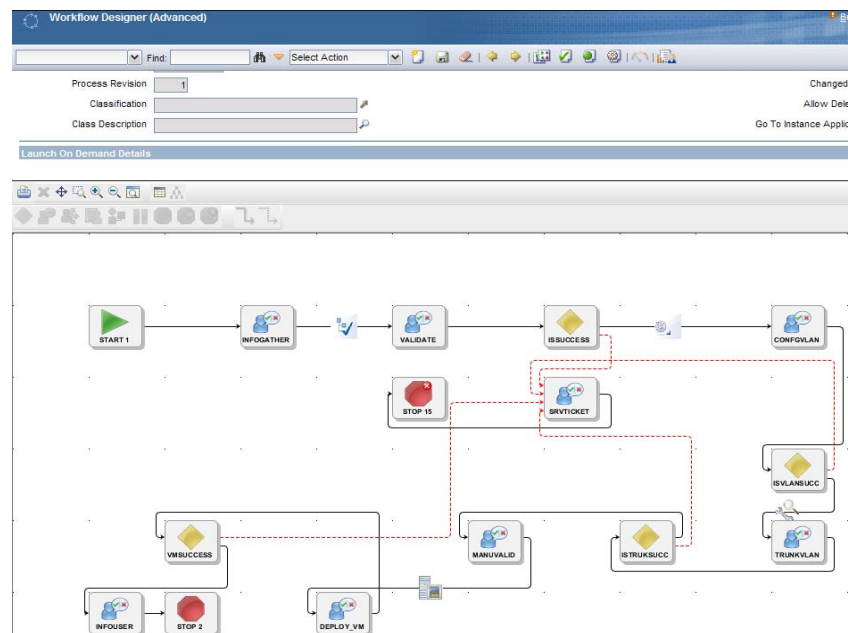 Workflow Designer (Advanced)
Find:
Select Action
Process Revision 1
Changed
Classification
Allow Dele
Class Description
Go To Instance Applic
Launch On Demand Details
START 1
INFOGATHER
VALIDATE
ISSUCCESS
CONFGVLAN
STOP 15
SRVTICKET
ISVLANSUCC
VMSUCCESS
MANUVALID
ISTRUKSUCC
TRUNKVLAN
INFOUSER
STOP 2
DEPLOY_VM